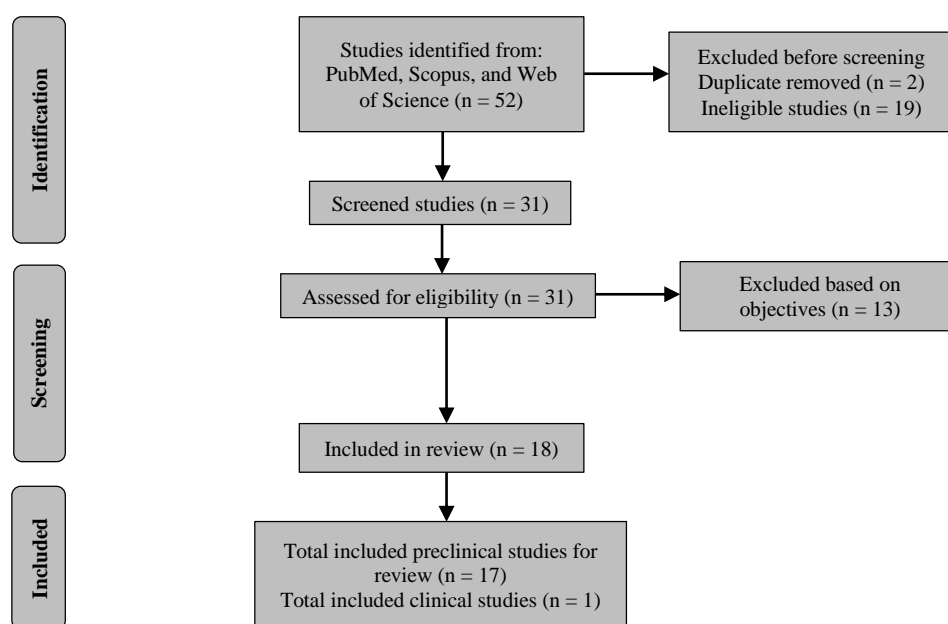 Identification
Studies identified from:
PubMed, Scopus, and Web
of Science (n = 52)
Excluded before screening
Duplicate removed (n = 2)
Ineligible studies (n = 19)
Screened studies (n = 31)
Screening
Assessed for eligibility (n = 31)
Excluded based on
objectives (n = 13)
Included in review (n = 18)
Included
Total included preclinical studies for
review (n = 17)
Total included clinical studies (n = 1)